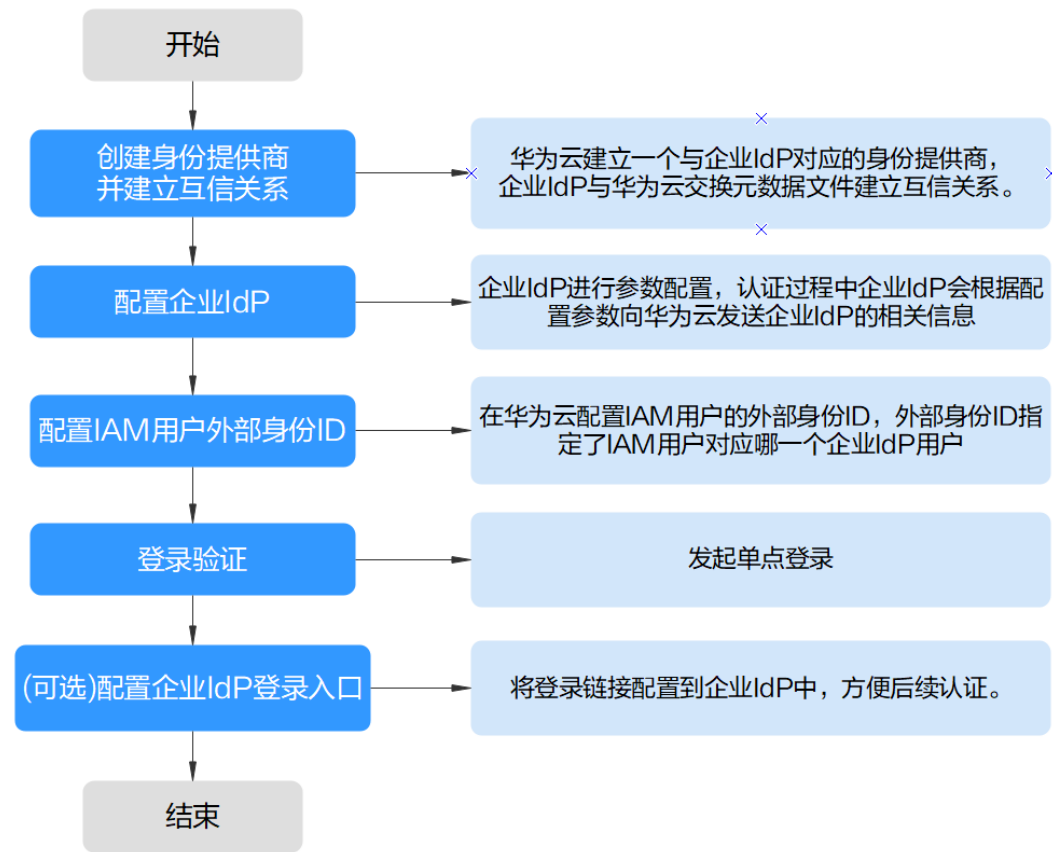 开始
创建身份提供商
并建立互信关系
华为云建立一个与企业IdP对应的身份提供商，
企业IdP与华为云交换元数据文件建立互信关系。
配置企业IdP
企业IdP进行参数配置，认证过程中企业IdP会根据配
置参数向华为云发送企业IdP的相关信息
配置IAM用户外部身份ID
在华为云配置IAM用户的外部身份ID，外部身份ID指
定了IAM用户对应哪一个企业IdP用户
登录验证
发起单点登录
(可选)配置企业IdP登录入口
将登录链接配置到企业IdP中，方便后续认证。
结束